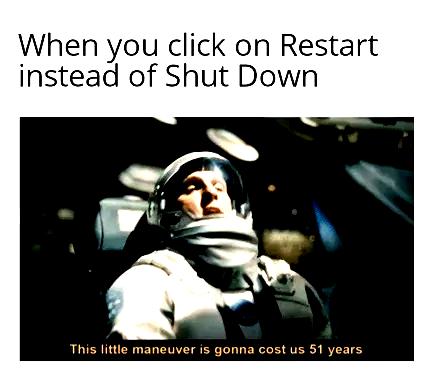 When you click on Restart
instead of Shut Down
This little maneuver is gonna cost us 51 years